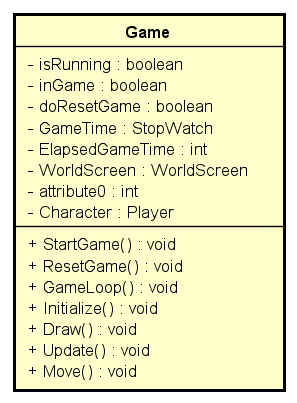 Game
- isRunning : boolean
- inGame : boolean
- doResetGame : boolean
- GameTime : StopWatch
- ElapsedGameTime : int
- WorldScreen : WorldScreen
- attribute0 : int
- Character : Player
+ StartGame() : void
+ ResetGame() : void
+ GameLoop() : void
+ Initialize() : void
+ Draw() : void
+ Update() : void
+ Move() : void